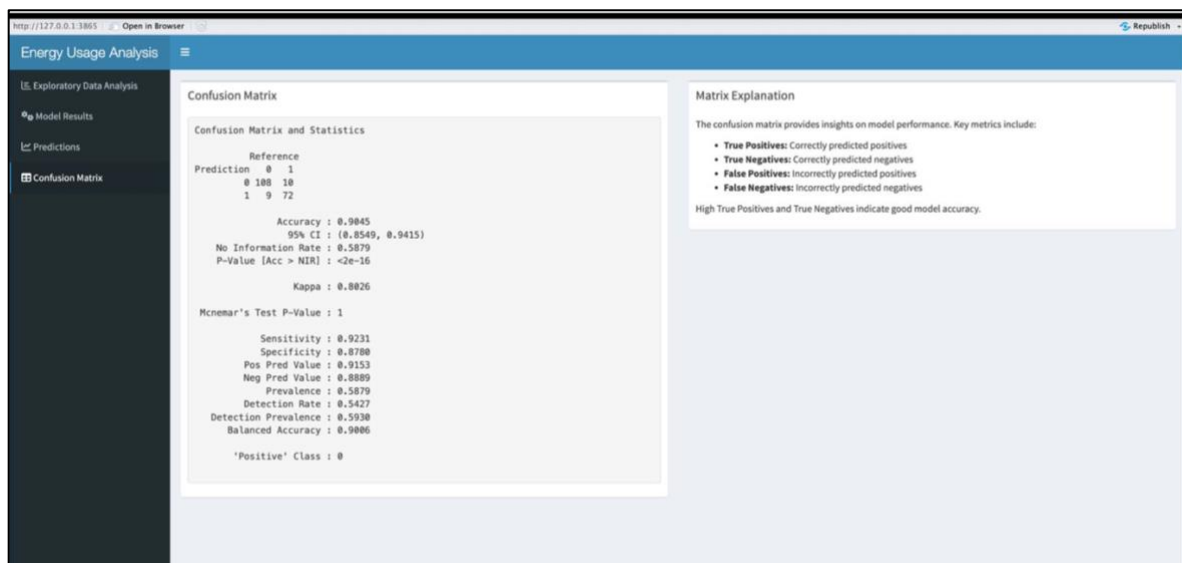 http://127.0.0.1:3865 Open in Browser Republish
Energy Usage Analysis
Exploratory Data Analysis
Model Results
Predictions
Confusion Matrix
Confusion Matrix
Confusion Matrix and Statistics
Reference
Prediction 0 1
0 108 10
1 9 72
Accuracy : 0.9045
95% CI : (0.8549, 0.9415)
No Information Rate : 0.5879
P-Value [Acc > NIR] : <2e-16
Kappa : 0.8026
Mcnemar's Test P-Value : 1
Sensitivity : 0.9231
Specificity : 0.8780
Pos Pred Value : 0.9153
Neg Pred Value : 0.8889
Prevalence : 0.5879
Detection Rate : 0.5427
Detection Prevalence : 0.5930
Balanced Accuracy : 0.9006
'Positive' Class : 0
Matrix Explanation
The confusion matrix provides insights on model performance. Key metrics include:
• True Positives: Correctly predicted positives
• True Negatives: Correctly predicted negatives
• False Positives: Incorrectly predicted positives
• False Negatives: Incorrectly predicted negatives
High True Positives and True Negatives indicate good model accuracy.